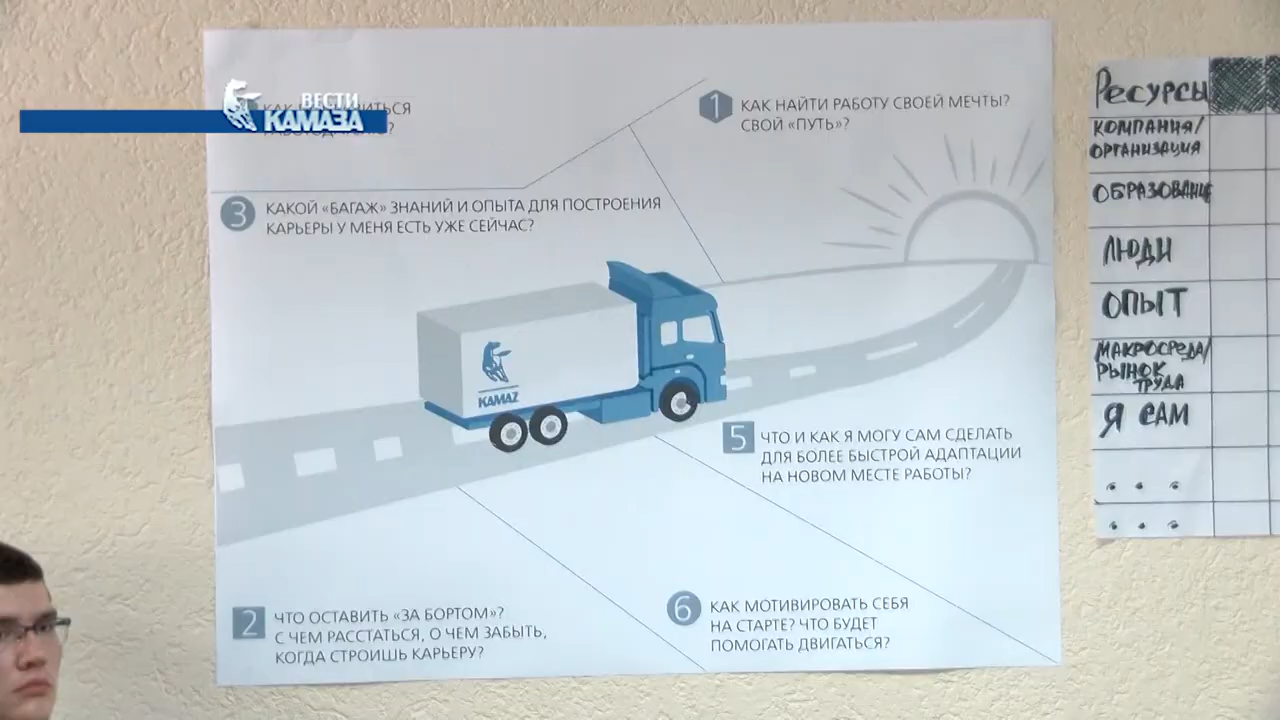 ВЕСТИ
КАМАЗА
1 КАК НАЙТИ РАБОТУ СВОЕЙ МЕЧТЫ?
СВОЙ «ПУТЬ»?
3 КАКОЙ «БАГАЖ» ЗНАНИЙ И ОПЫТА ДЛЯ ПОСТРОЕНИЯ
КАРЬЕРЫ У МЕНЯ ЕСТЬ УЖЕ СЕЙЧАС?
KAMAZ
5 ЧТО И КАК Я МОГУ САМ СДЕЛАТЬ
ДЛЯ БОЛЕЕ БЫСТРОЙ АДАПТАЦИИ
НА НОВОМ МЕСТЕ РАБОТЫ?
2 ЧТО ОСТАВИТЬ «ЗА БОРТОМ»?
С ЧЕМ РАССТАТЬСЯ, О ЧЕМ ЗАБЫТЬ,
КОГДА СТРОИШЬ КАРЬЕРУ?
6 КАК МОТИВИРОВАТЬ СЕБЯ
НА СТАРТЕ? ЧТО БУДЕТ
ПОМОГАТЬ ДВИГАТЬСЯ?
РЕСУРСЫ
КОМПАНИЯ/
ОРГАНИЗАЦИЯ
ОБРАЗОВАНИЕ
ЛЮДИ
ОПЫТ
МАКРОСРЕДА/
РЫНОК
ТРУДА
Я САМ
. . .
. . .